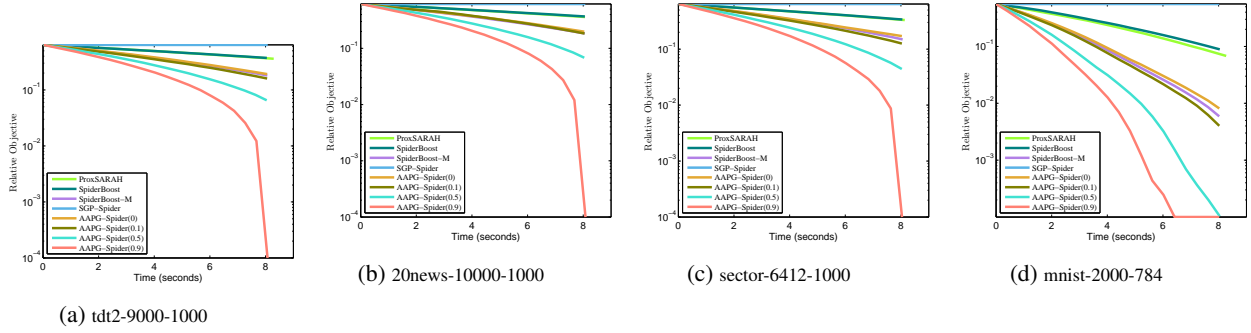 Relative Objective
10⁻¹
10⁻²
10⁻³
10⁻⁴
ProxSARAH
SpiderBoost
SpiderBoost−M
SGP−Spider
AAPG−Spider(0)
AAPG−Spider(0.1)
AAPG−Spider(0.5)
AAPG−Spider(0.9)
0 2 4 6 8
Time (seconds)
(a) tdt2-9000-1000
Relative Objective
10⁻¹
10⁻²
10⁻³
10⁻⁴
ProxSARAH
SpiderBoost
SpiderBoost−M
SGP−Spider
AAPG−Spider(0)
AAPG−Spider(0.1)
AAPG−Spider(0.5)
AAPG−Spider(0.9)
0 2 4 6 8
Time (seconds)
(b) 20news-10000-1000
Relative Objective
10⁻¹
10⁻²
10⁻³
10⁻⁴
ProxSARAH
SpiderBoost
SpiderBoost−M
SGP−Spider
AAPG−Spider(0)
AAPG−Spider(0.1)
AAPG−Spider(0.5)
AAPG−Spider(0.9)
0 2 4 6 8
Time (seconds)
(c) sector-6412-1000
Relative Objective
10⁻¹
10⁻²
10⁻³
ProxSARAH
SpiderBoost
SpiderBoost−M
SGP−Spider
AAPG−Spider(0)
AAPG−Spider(0.1)
AAPG−Spider(0.5)
AAPG−Spider(0.9)
0 2 4 6 8
Time (seconds)
(d) mnist-2000-784